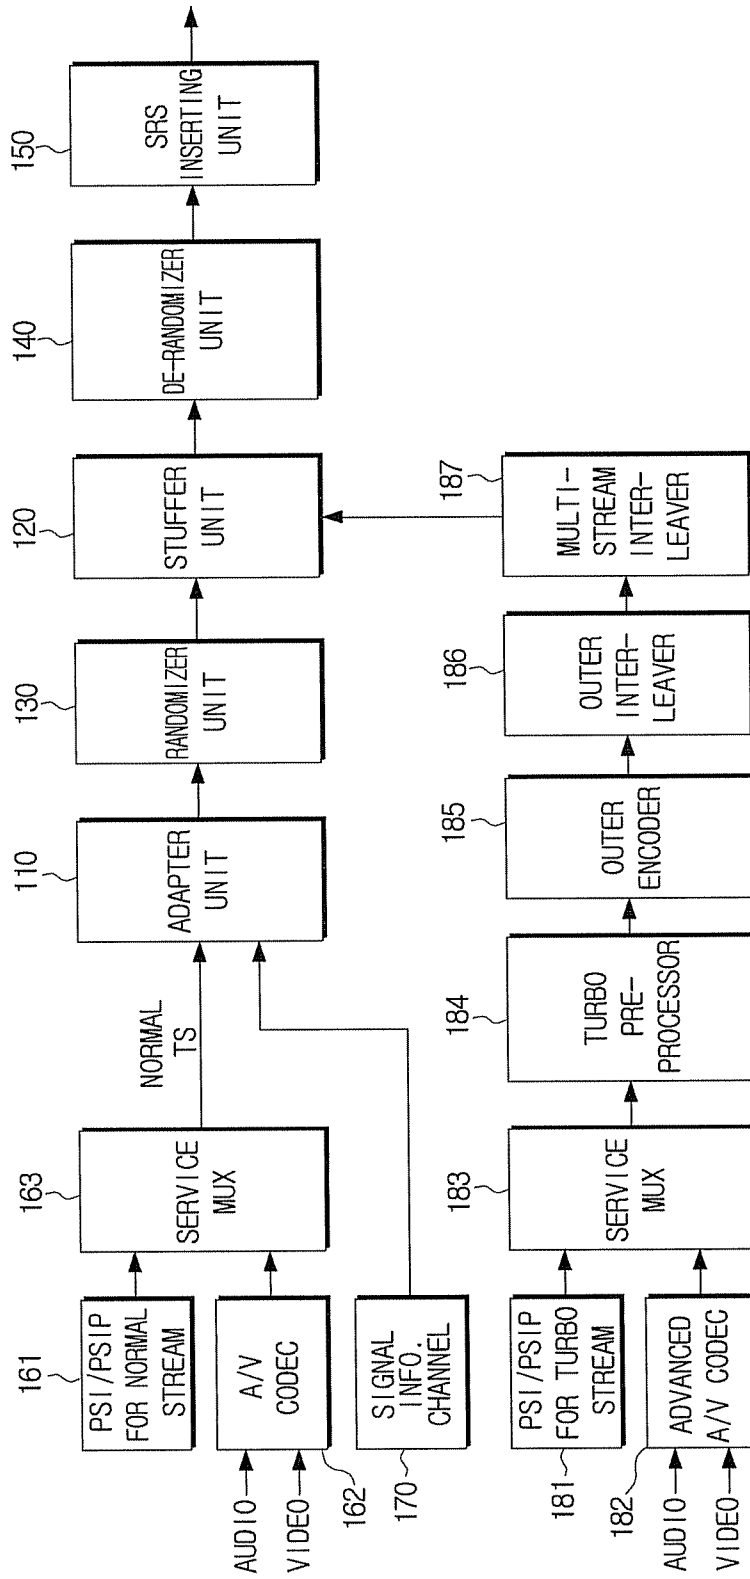 161
PSI/PSIP
FOR NORMAL
STREAM
AUDIO
VIDEO
A/V
CODEC
162
163
SERVICE
MUX
NORMAL
TS
SIGNAL
INFO.
CHANNEL
170
110
ADAPTER
UNIT
130
RANDOMIZER
UNIT
120
STUFFER
UNIT
140
DE-RANDOMIZER
UNIT
150
SRS
INSERTING
UNIT
PSI/PSIP
FOR TURBO
STREAM
181
182
ADVANCED
A/V CODEC
AUDIO
VIDEO
183
SERVICE
MUX
184
TURBO
PRE-
PROCESSOR
185
OUTER
ENCODER
186
OUTER
INTER-
LEAVER
187
MULTI-
STREAM
INTER-
LEAVER